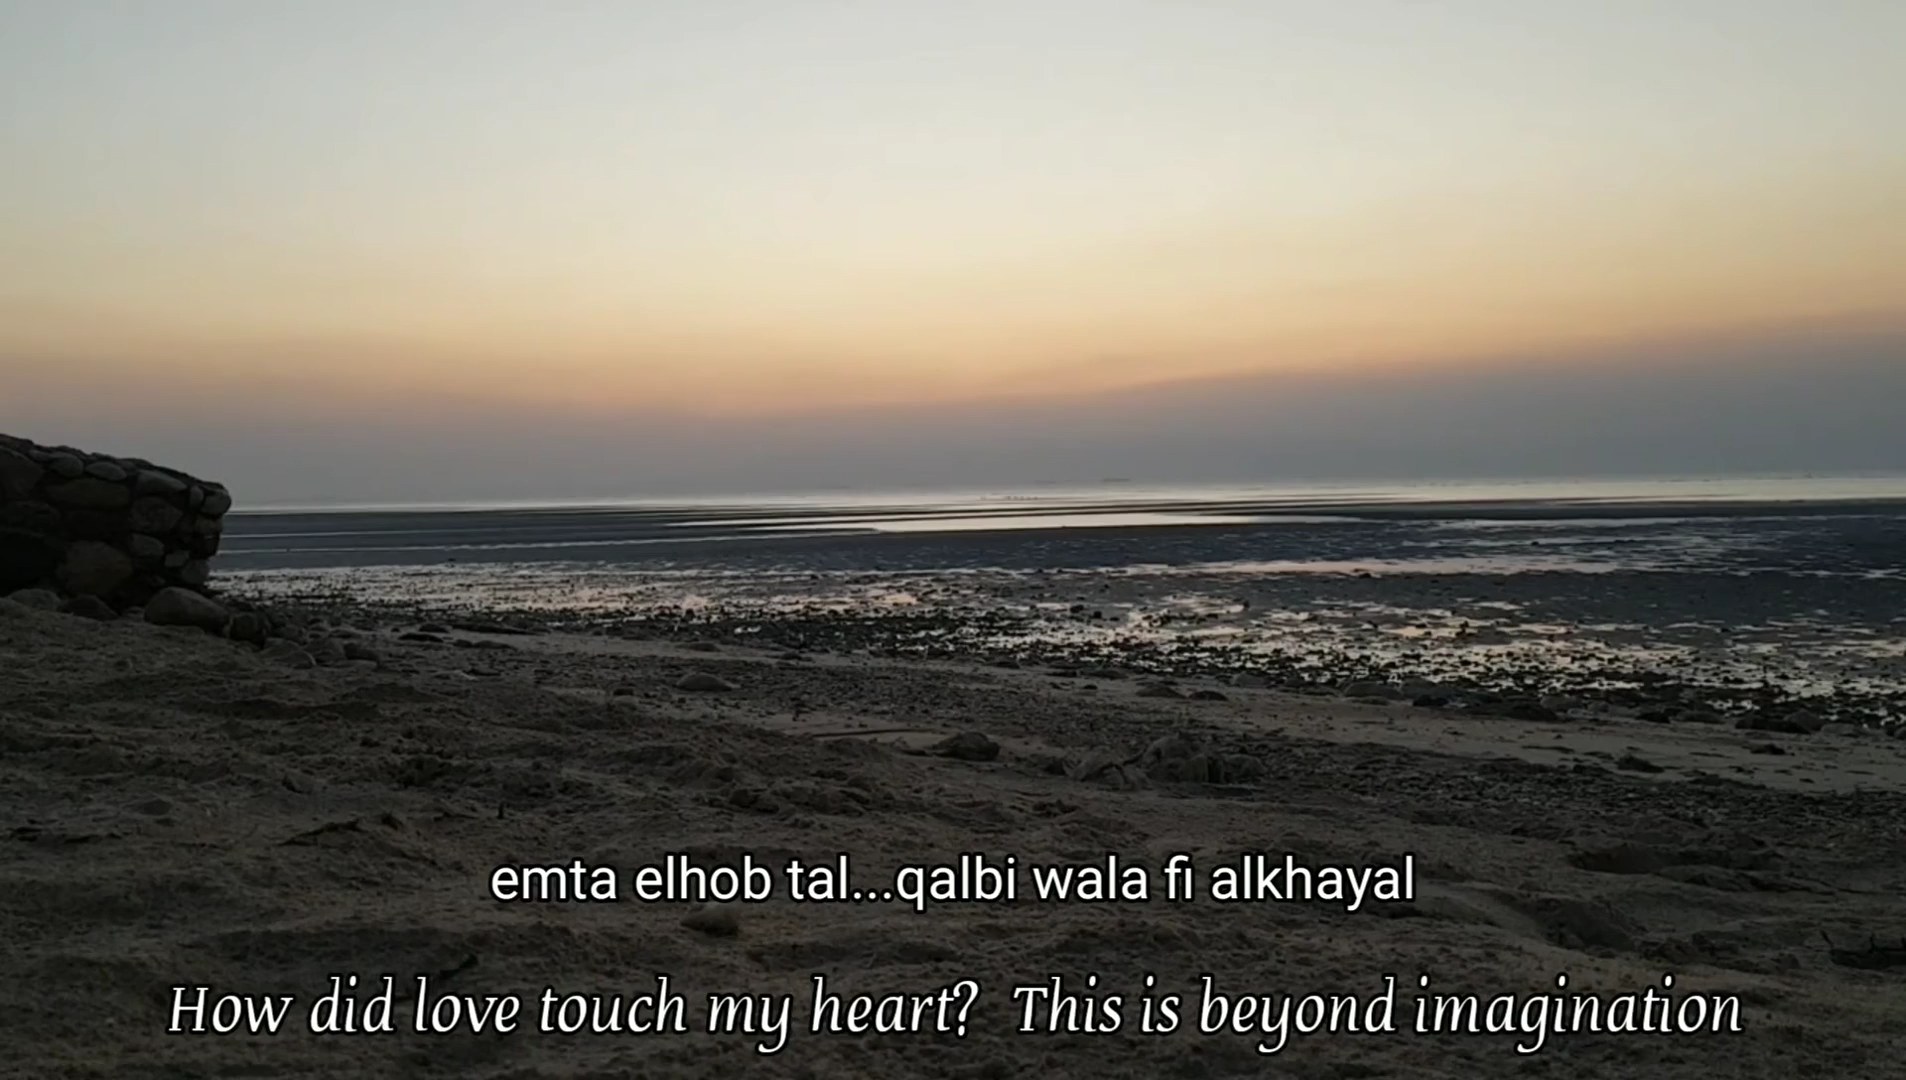 emta elhob tal...qalbi wala fi alkhayal
How did love touch my heart? This is beyond imagination